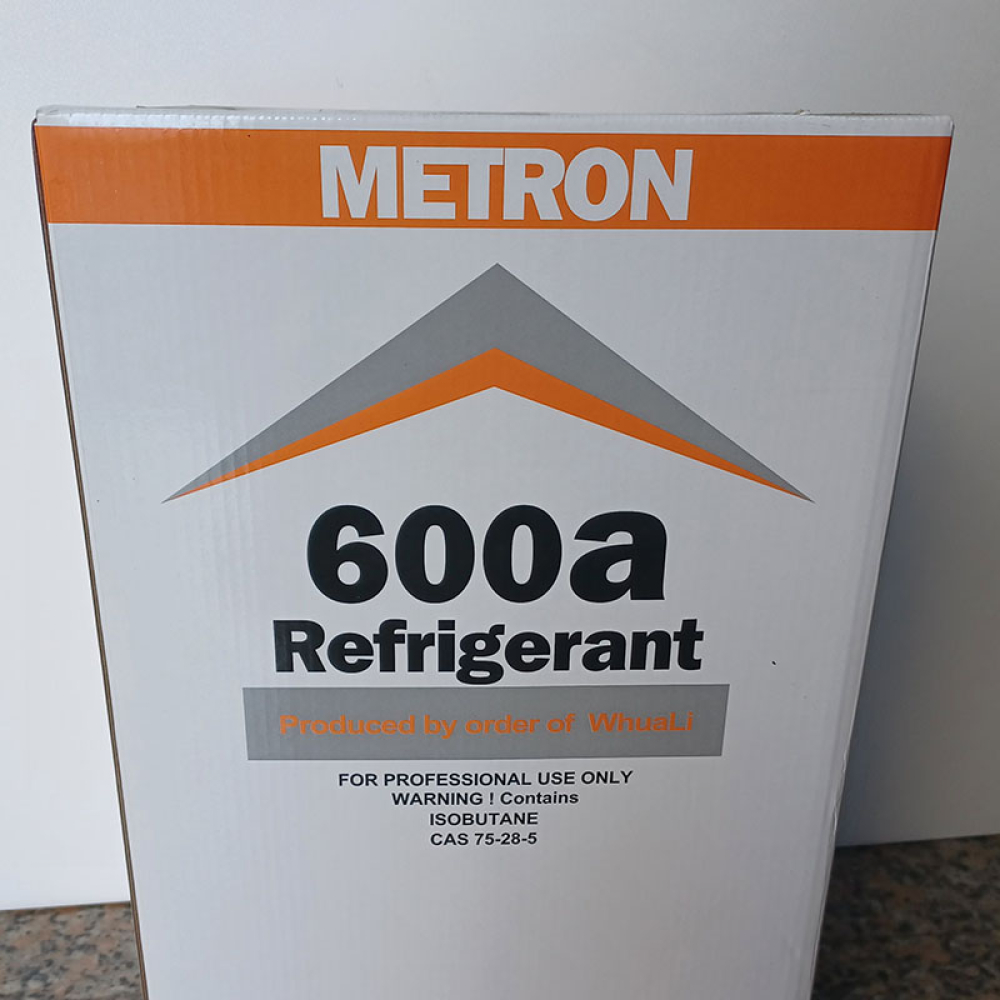 METRON
600a
Refrigerant
Produced by order of WhuaLi
FOR PROFESSIONAL USE ONLY
WARNING ! Contains
ISOBUTANE
CAS 75-28-5